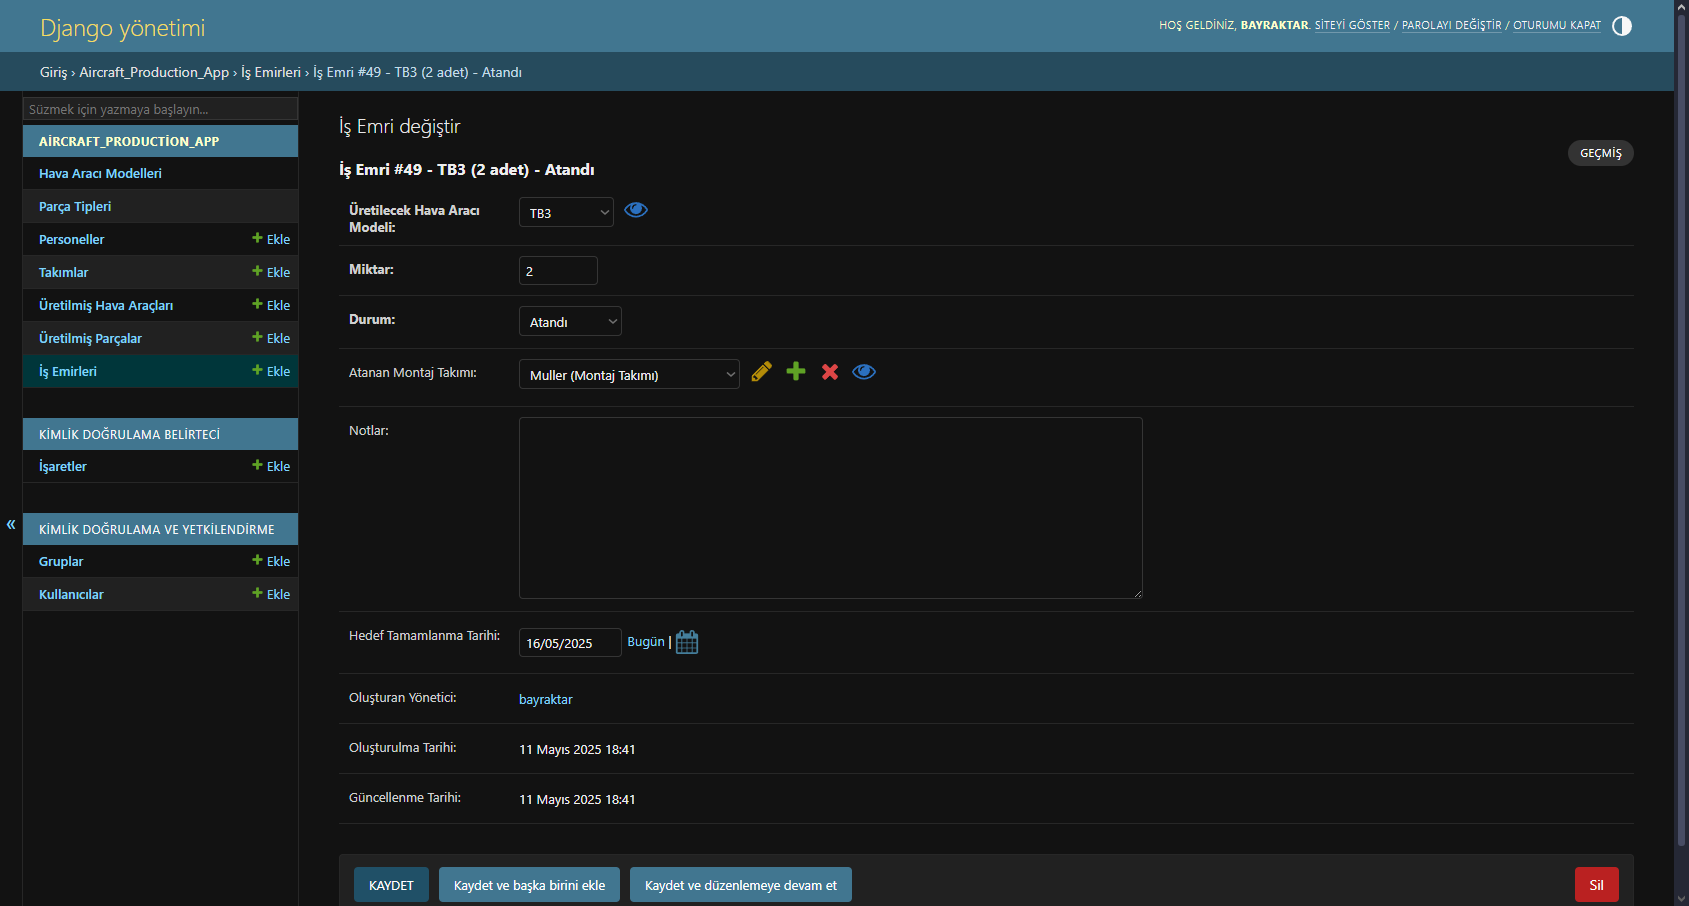 Django yönetimi
HOŞ GELDİNİZ, BAYRAKTAR. SİTEYİ GÖSTER / PAROLAYI DEĞİŞTİR / OTURUMU KAPAT
Giriş › Aircraft_Production_App › İş Emirleri › İş Emri #49 - TB3 (2 adet) - Atandı
Süzmek için yazmaya başlayın...
AİRCRAFT_PRODUCTİON_APP
Hava Aracı Modelleri
Parça Tipleri
Personeller Ekle
Takımlar Ekle
Üretilmiş Hava Araçları Ekle
Üretilmiş Parçalar Ekle
İş Emirleri Ekle
KİMLİK DOĞRULAMA BELİRTECİ
İşaretler Ekle
KİMLİK DOĞRULAMA VE YETKİLENDİRME
Gruplar Ekle
Kullanıcılar Ekle
«
İş Emri değiştir
GEÇMİŞ
İş Emri #49 - TB3 (2 adet) - Atandı
Üretilecek Hava Aracı
Modeli:
TB3
Miktar: 2
Durum: Atandı
Atanan Montaj Takımı: Muller (Montaj Takımı)
Notlar:
Hedef Tamamlanma Tarihi: 16/05/2025 Bugün |
Oluşturan Yönetici: bayraktar
Oluşturulma Tarihi: 11 Mayıs 2025 18:41
Güncellenme Tarihi: 11 Mayıs 2025 18:41
KAYDET Kaydet ve başka birini ekle Kaydet ve düzenlemeye devam et Sil